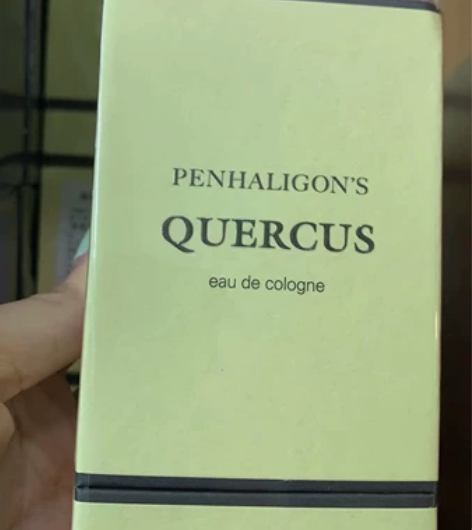 PENHALIGON'S
QUERCUS
eau de cologne